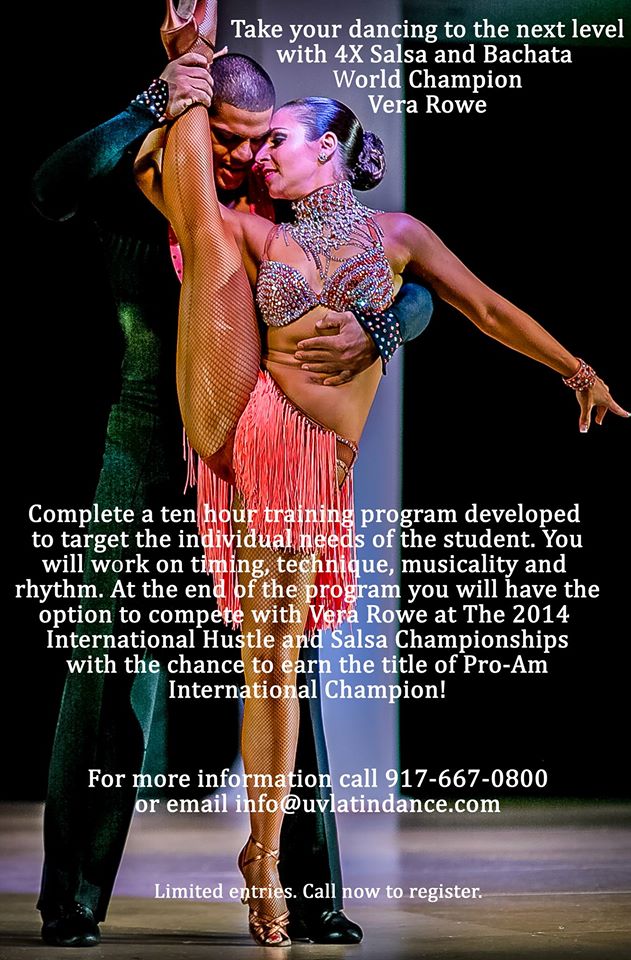 Take your dancing to the next level
with 4X Salsa and Bachata
World Champion
Vera Rowe
Complete a ten hour training program developed
to target the individual needs of the student. You
will work on timing, technique, musicality and
rhythm. At the end of the program you will have the
option to compete with Vera Rowe at The 2014
International Hustle and Salsa Championships
with the chance to earn the title of Pro-Am
International Champion!
For more information call 917-667-0800
or email info@uvlatindance.com
Limited entries. Call now to register.